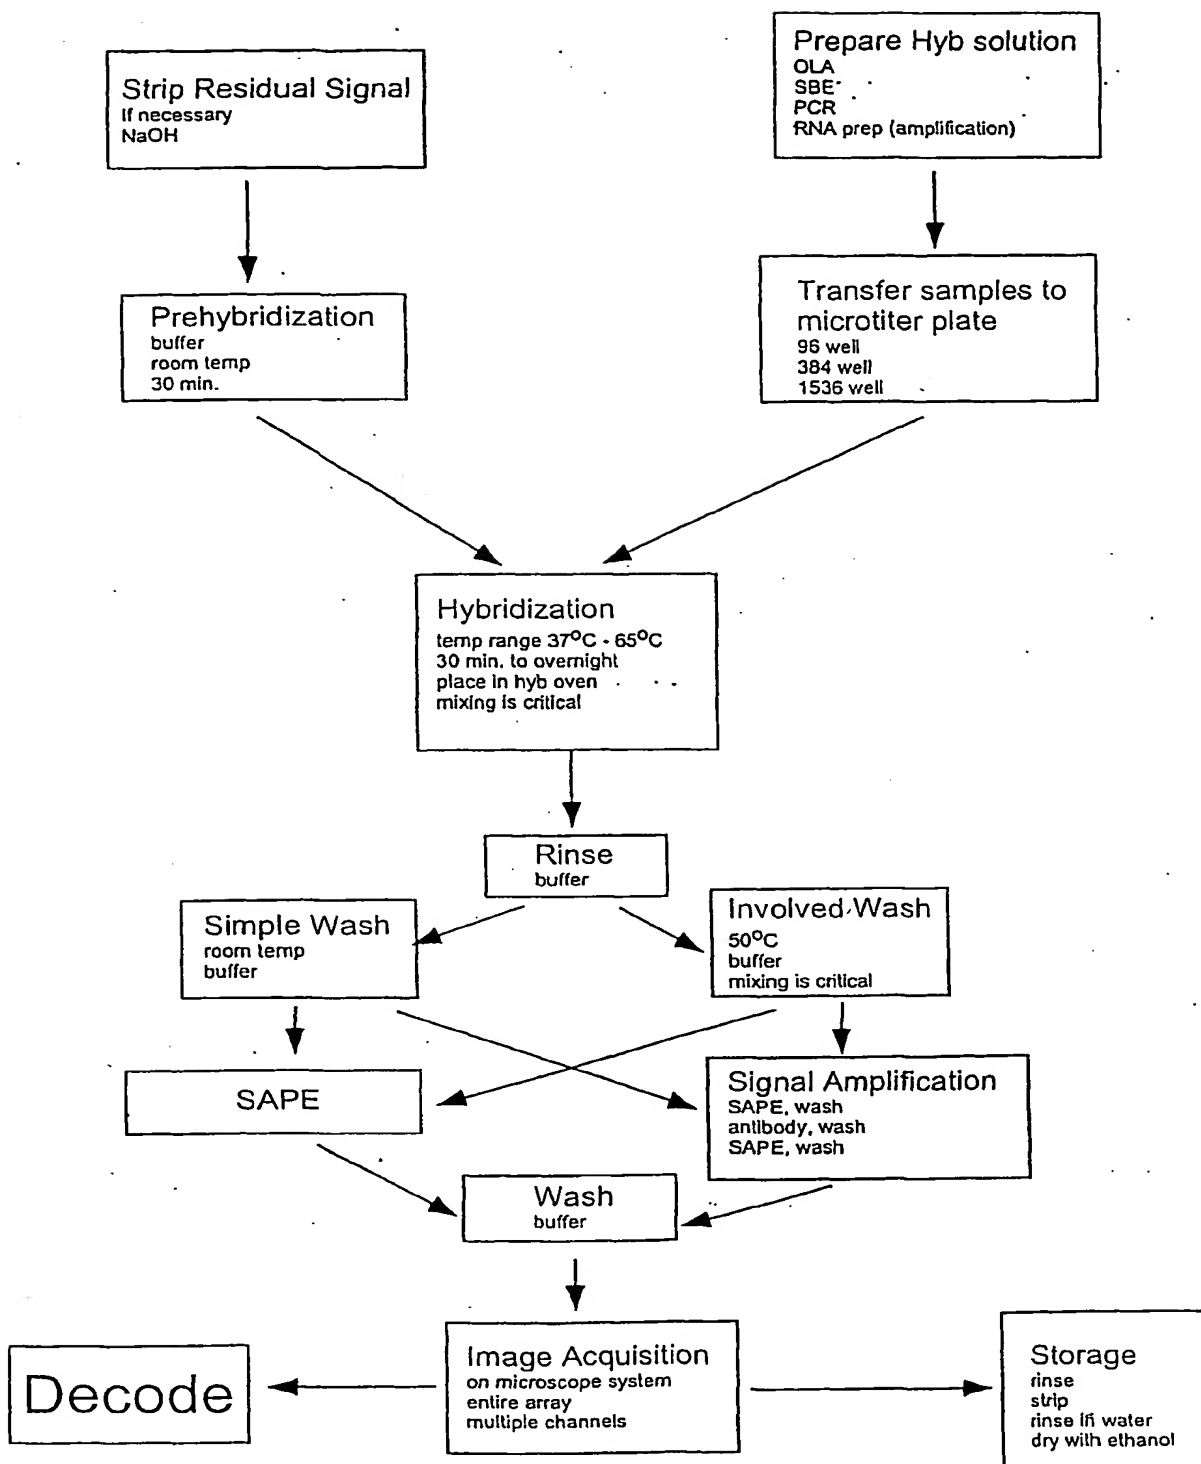 Strip Residual Signal
If necessary
NaOH
Prepare Hyb solution
OLA
SBE
PCR
RNA prep (amplification)
Prehybridization
buffer
room temp
30 min.
Transfer samples to
microtiter plate
96 well
384 well
1536 well
Hybridization
temp range 37°C - 65°C
30 min. to overnight
place in hyb oven
mixing is critical
Rinse
buffer
Simple Wash
room temp
buffer
Involved Wash
50°C
buffer
mixing is critical
SAPE
Signal Amplification
SAPE, wash
antibody, wash
SAPE, wash
Wash
buffer
Decode
Image Acquisition
on microscope system
entire array
multiple channels
Storage
rinse
strip
rinse in water
dry with ethanol